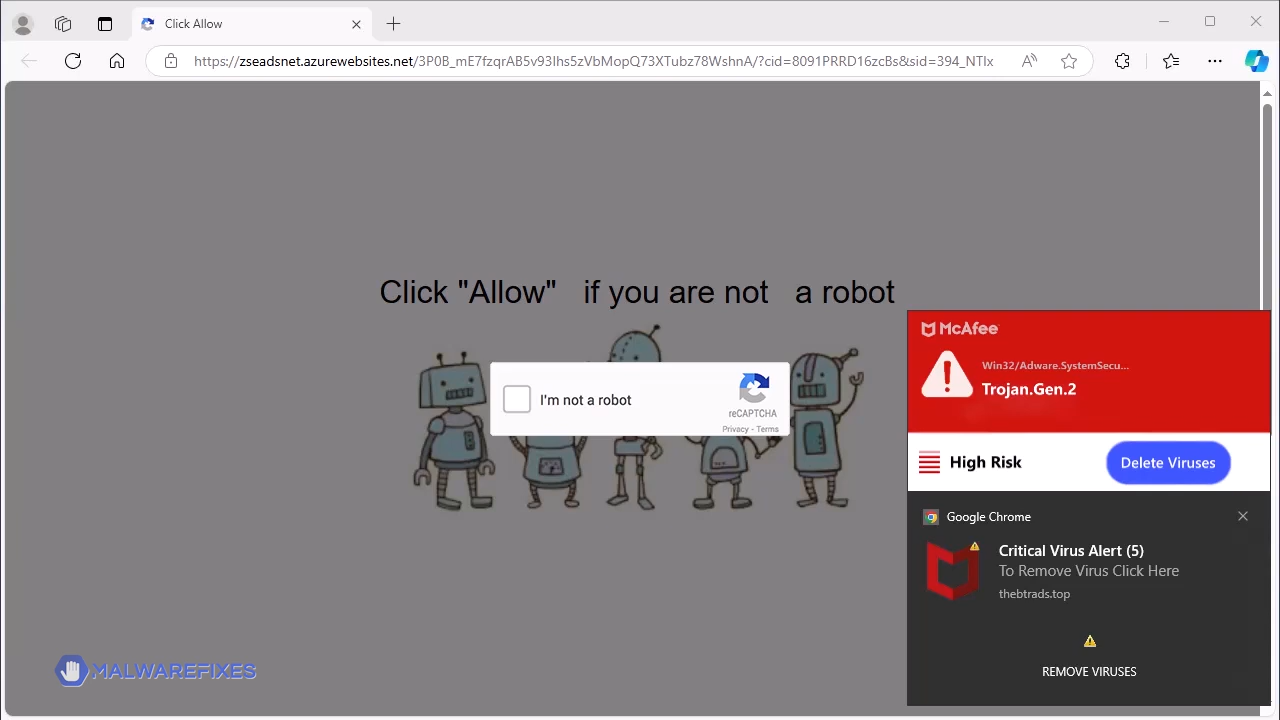 Click Allow
https://zseadsnet.azurewebsites.net/3P0B_mE7fzqrAB5v93lhs5zVbMopQ73XTubz78WshnA/?cid=8091PRRD16zcBs&sid=394_NTIx
Click "Allow" if you are not a robot
I'm not a robot
reCAPTCHA
Privacy - Terms
McAfee
Win32/Adware.SystemSecu...
Trojan.Gen.2
High Risk
Delete Viruses
Google Chrome
Critical Virus Alert (5)
To Remove Virus Click Here
thebtrads.top
REMOVE VIRUSES
MALWAREFIXES